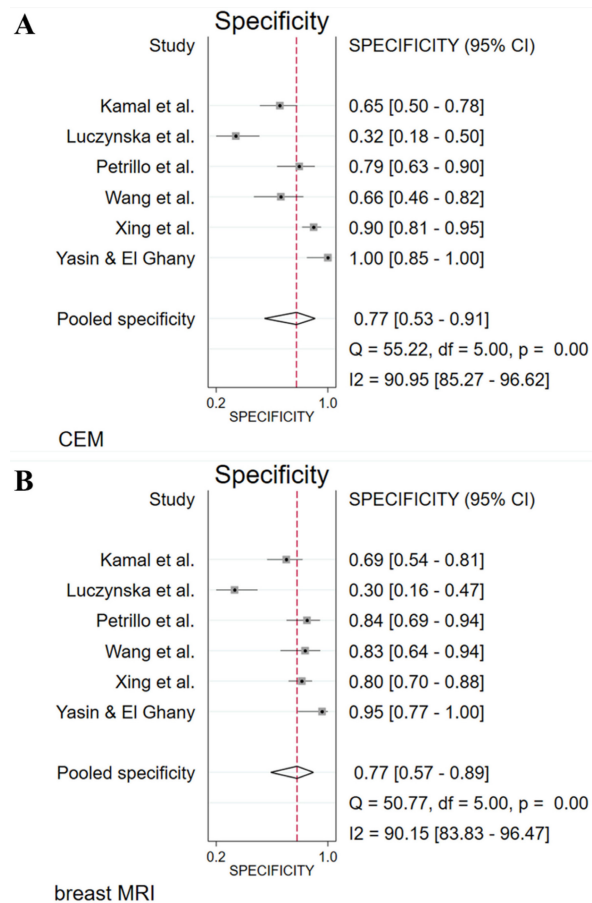 A
Specificity
Study SPECIFICITY (95% CI)
Kamal et al. 0.65 [0.50 - 0.78]
Luczynska et al. 0.32 [0.18 - 0.50]
Petrillo et al. 0.79 [0.63 - 0.90]
Wang et al. 0.66 [0.46 - 0.82]
Xing et al. 0.90 [0.81 - 0.95]
Yasin & El Ghany 1.00 [0.85 - 1.00]
Pooled specificity 0.77 [0.53 - 0.91]
Q = 55.22, df = 5.00, p = 0.00
I2 = 90.95 [85.27 - 96.62]
0.2 1.0
SPECIFICITY
CEM
B
Specificity
Study SPECIFICITY (95% CI)
Kamal et al. 0.69 [0.54 - 0.81]
Luczynska et al. 0.30 [0.16 - 0.47]
Petrillo et al. 0.84 [0.69 - 0.94]
Wang et al. 0.83 [0.64 - 0.94]
Xing et al. 0.80 [0.70 - 0.88]
Yasin & El Ghany 0.95 [0.77 - 1.00]
Pooled specificity 0.77 [0.57 - 0.89]
Q = 50.77, df = 5.00, p = 0.00
I2 = 90.15 [83.83 - 96.47]
0.2 1.0
SPECIFICITY
breast MRI